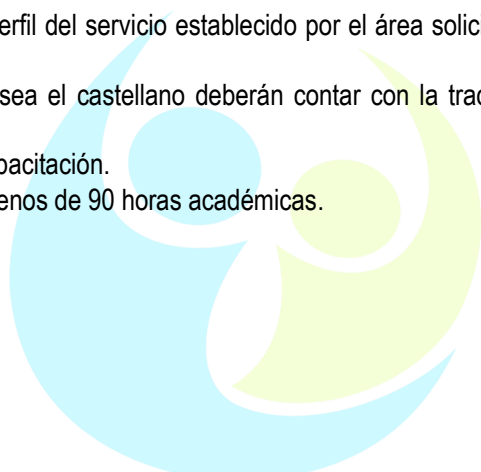 erfil del servicio establecido por el área solici
sea el castellano deberán contar con la trad
pacitación.
enos de 90 horas académicas.